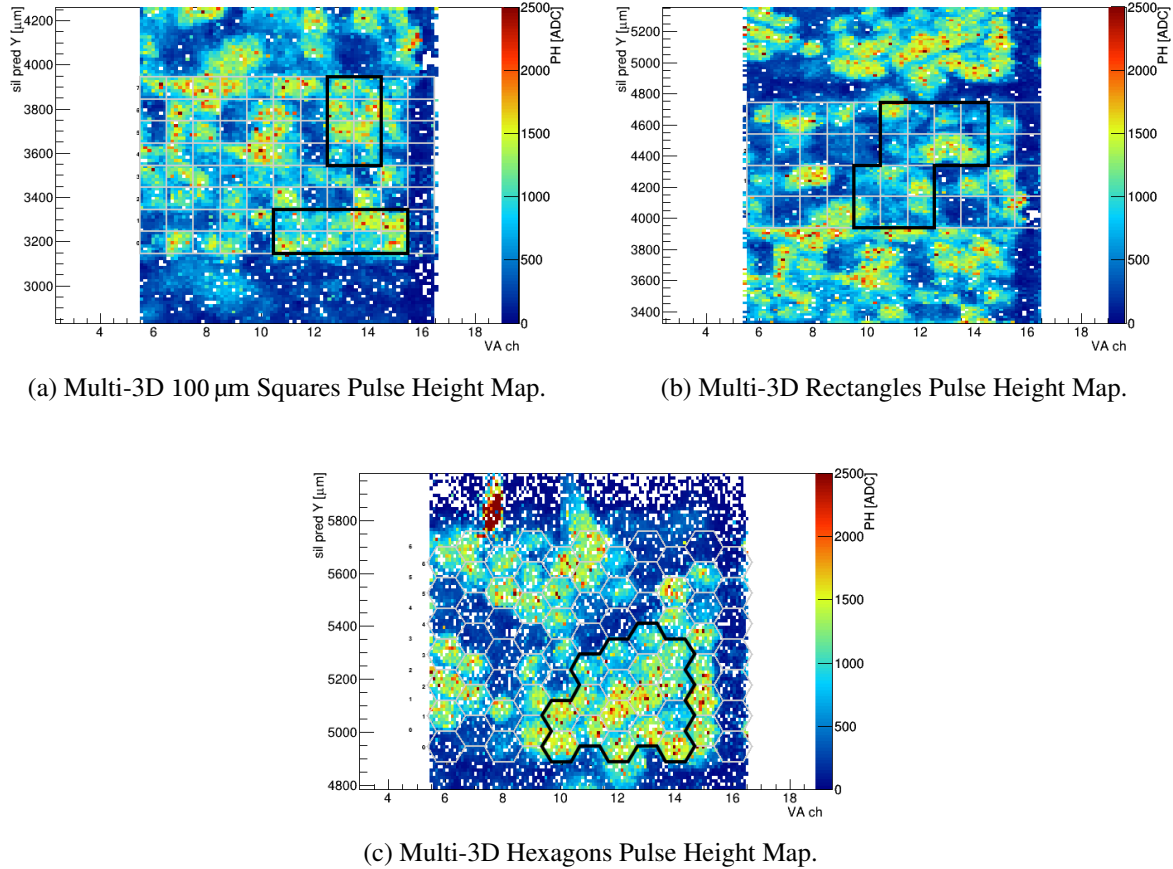 sil pred Y [μm]
4200
4000
3800
3600
3400
3200
3000
4 6 8 10 12 14 16 18
VA ch
2500
2000
1500
1000
500
0
PH [ADC]
(a) Multi-3D 100 μm Squares Pulse Height Map.
sil pred Y [μm]
5200
5000
4800
4600
4400
4200
4000
3800
3600
3400
4 6 8 10 12 14 16 18
VA ch
2500
2000
1500
1000
500
0
PH [ADC]
(b) Multi-3D Rectangles Pulse Height Map.
sil pred Y [μm]
5800
5600
5400
5200
5000
4800
4 6 8 10 12 14 16 18
VA ch
2500
2000
1500
1000
500
0
PH [ADC]
(c) Multi-3D Hexagons Pulse Height Map.